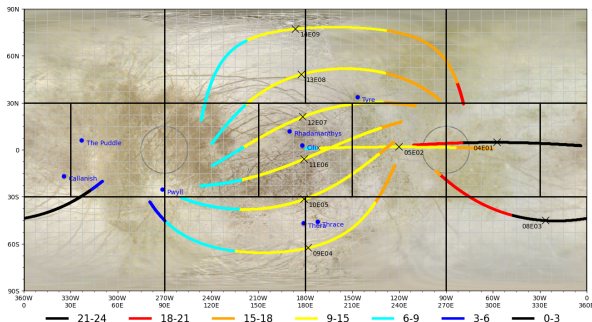 90N
60N
30N
0
30S
60S
90S
14E09
13E08
Tyre
12E07
Rhadamanthys
The Puddle
Cilix
04E01
05E02
11E06
Callanish
Pwyll
10E05
Thera
Thrace
08E03
09E04
360W 330W 300W 270W 240W 210W 180W 150W 120W 90W 60W 30W 0W
0E 30E 60E 90E 120E 150E 180E 210E 240E 270E 300E 330E 360E
21-24 18-21 15-18 9-15 6-9 3-6 0-3